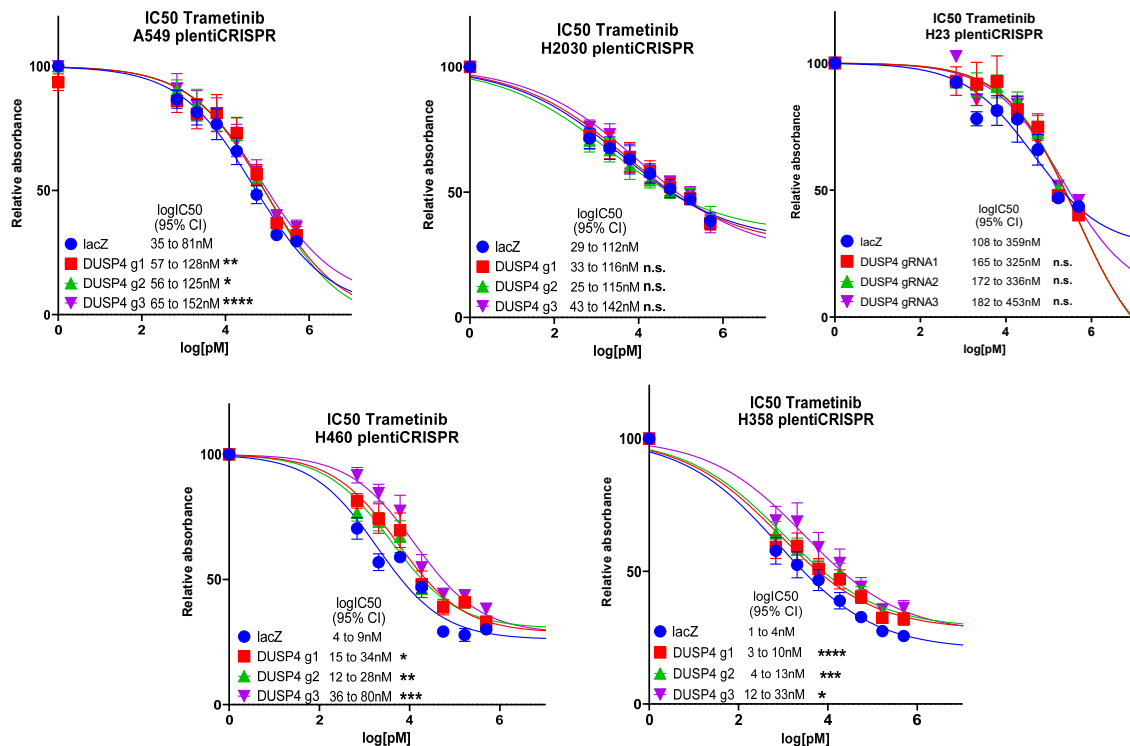 IC50 Trametinib
A549 plentiCRISPR
Relative absorbance
100
50
0
logIC50
(95% CI)
lacZ 35 to 81nM
DUSP4 g1 57 to 128nM **
DUSP4 g2 56 to 125nM *
DUSP4 g3 65 to 152nM ****
0 2 4 6
log[pM]
IC50 Trametinib
H2030 plentiCRISPR
Relative absorbance
100
50
0
logIC50
(95% CI)
lacZ 29 to 112nM
DUSP4 g1 33 to 116nM n.s.
DUSP4 g2 25 to 115nM n.s.
DUSP4 g3 43 to 142nM n.s.
0 2 4 6
log[pM]
IC50 Trametinib
H23 plentiCRISPR
Relative absorbance
100
50
0
logIC50
(95% CI)
lacZ 108 to 359nM
DUSP4 gRNA1 165 to 325nM n.s.
DUSP4 gRNA2 172 to 336nM n.s.
DUSP4 gRNA3 182 to 453nM n.s.
0 2 4 6
log[pM]
IC50 Trametinib
H460 plentiCRISPR
Relative absorbance
100
50
0
logIC50
(95% CI)
lacZ 4 to 9nM
DUSP4 g1 15 to 34nM *
DUSP4 g2 12 to 28nM **
DUSP4 g3 36 to 80nM ***
0 2 4 6
log[pM]
IC50 Trametinib
H358 plentiCRISPR
Relative absorbance
100
50
0
logIC50
(95% CI)
lacZ 1 to 4nM
DUSP4 g1 3 to 10nM ****
DUSP4 g2 4 to 13nM ***
DUSP4 g3 12 to 33nM *
0 2 4 6
log[pM]